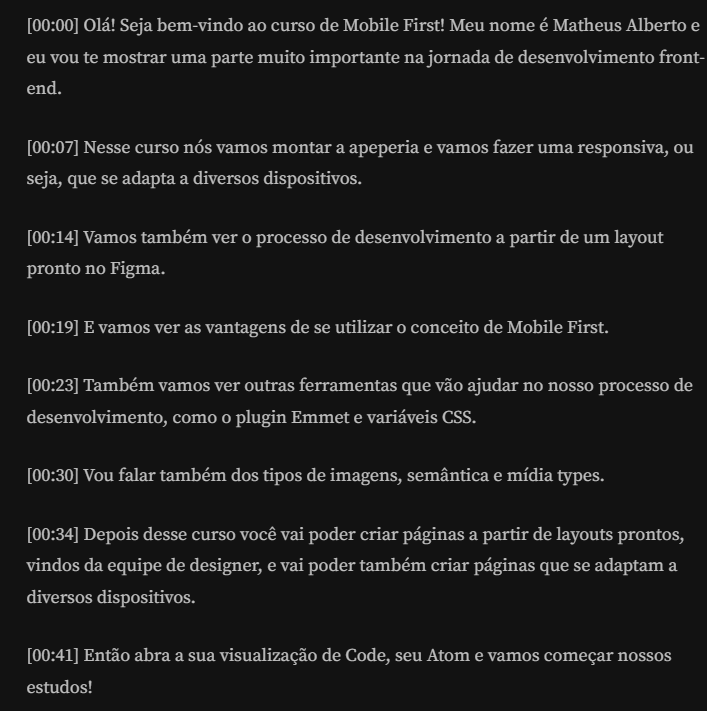 [00:00] Olá! Seja bem-vindo ao curso de Mobile First! Meu nome é Matheus Alberto e
eu vou te mostrar uma parte muito importante na jornada de desenvolvimento front-
end.
[00:07] Nesse curso nós vamos montar a apeperia e vamos fazer uma responsiva, ou
seja, que se adapta a diversos dispositivos.
[00:14] Vamos também ver o processo de desenvolvimento a partir de um layout
pronto no Figma.
[00:19] E vamos ver as vantagens de se utilizar o conceito de Mobile First.
[00:23] Também vamos ver outras ferramentas que vão ajudar no nosso processo de
desenvolvimento, como o plugin Emmet e variáveis CSS.
[00:30] Vou falar também dos tipos de imagens, semântica e mídia types.
[00:34] Depois desse curso você vai poder criar páginas a partir de layouts prontos,
vindos da equipe de designer, e vai poder também criar páginas que se adaptam a
diversos dispositivos.
[00:41] Então abra a sua visualização de Code, seu Atom e vamos começar nossos
estudos!